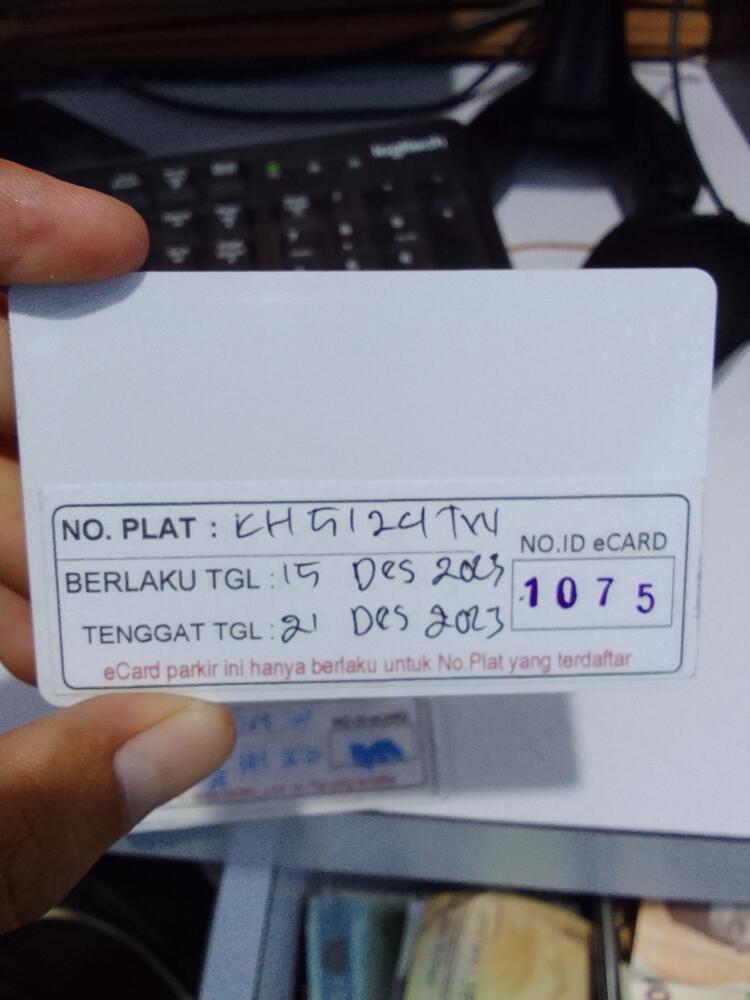 logitech
NO. PLAT : KH 5124 TW
NO.ID eCARD
BERLAKU TGL : 15 Des 2023
1075
TENGGAT TGL : 21 Des 2023
eCard parkir ini hanya berlaku untuk No.Plat yang terdaftar